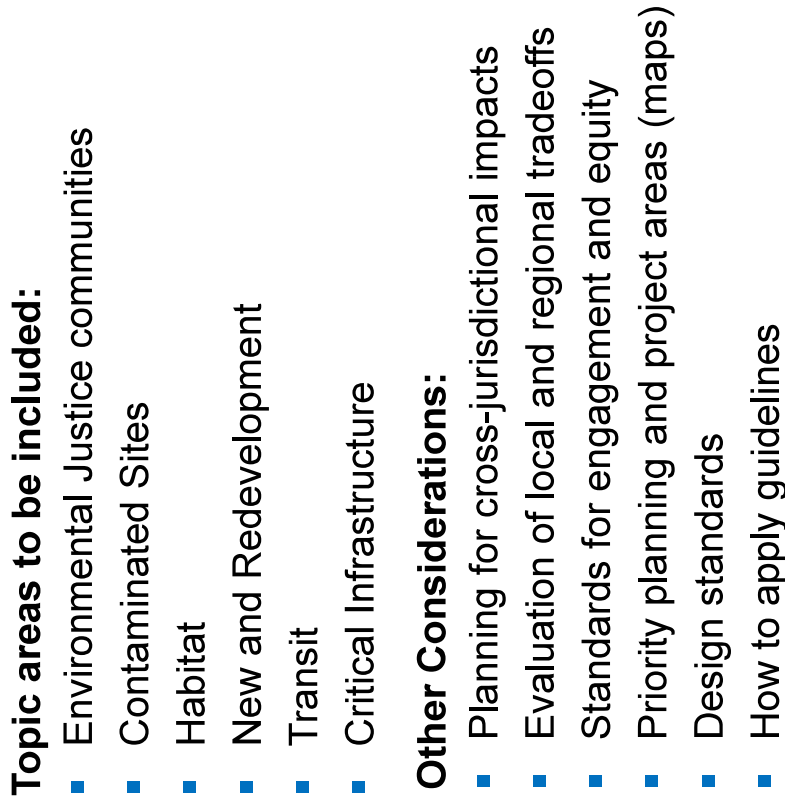 Topic areas to be included:
▪ Environmental Justice communities
▪ Contaminated Sites
▪ Habitat
▪ New and Redevelopment
▪ Transit
▪ Critical Infrastructure
Other Considerations:
▪ Planning for cross-jurisdictional impacts
▪ Evaluation of local and regional tradeoffs
▪ Standards for engagement and equity
▪ Priority planning and project areas (maps)
▪ Design standards
▪ How to apply guidelines